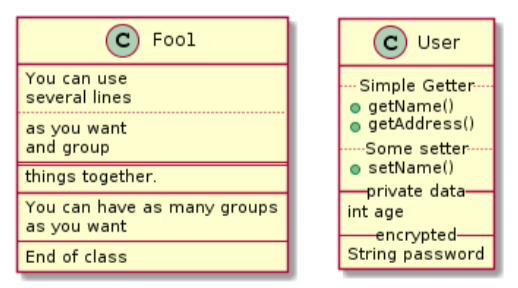 C Fool
You can use
several lines
as you want
and group
things together.
You can have as many groups
as you want
End of class
C User
Simple Getter
getName()
getAddress()
Some setter
setName()
private data
int age
encrypted
String password